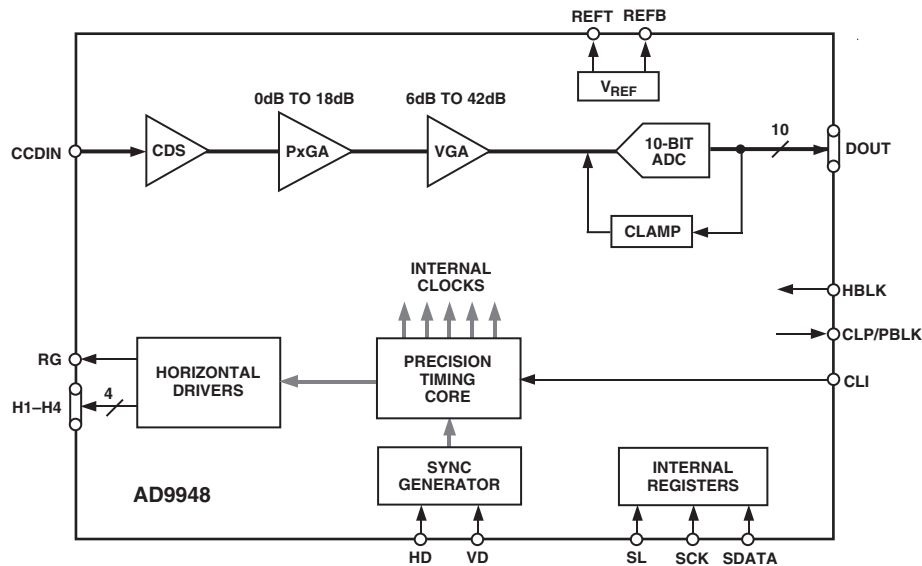 REFT REFB
V_REF
0dB TO 18dB
6dB TO 42dB
CCDIN
CDS
PxGA
VGA
10-BIT
ADC
10
DOUT
CLAMP
INTERNAL
CLOCKS
HBLK
CLP/PBLK
CLI
RG
H1–H4
4
HORIZONTAL
DRIVERS
PRECISION
TIMING
CORE
SYNC
GENERATOR
INTERNAL
REGISTERS
AD9948
HD VD
SL SCK SDATA